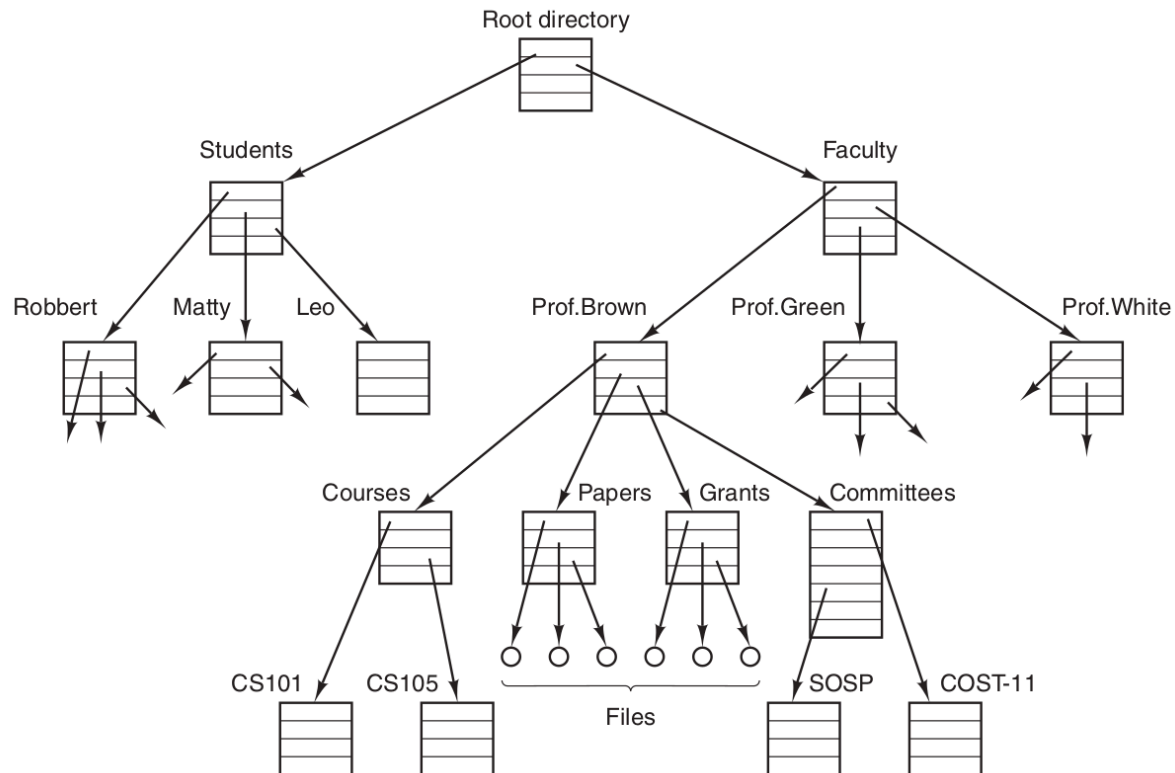 Root directory
Students
Faculty
Robbert
Matty
Leo
Prof.Brown
Prof.Green
Prof.White
Courses
Papers
Grants
Committees
CS101
CS105
SOSP
COST-11
Files